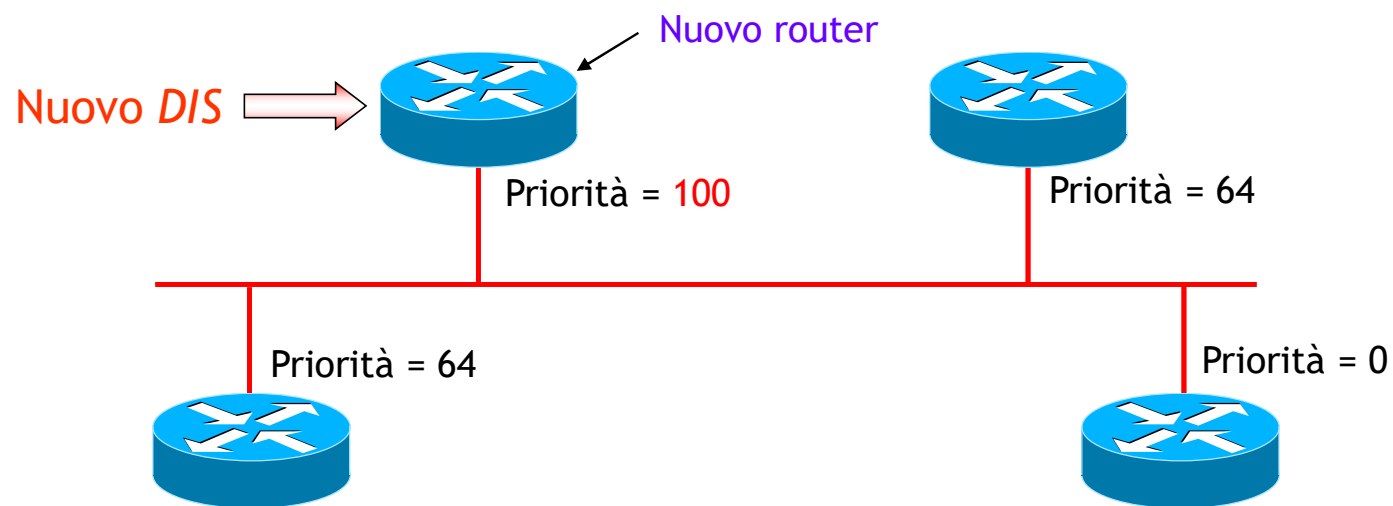 Nuovo router
Nuovo DIS
Priorità = 100
Priorità = 64
Priorità = 64
Priorità = 0